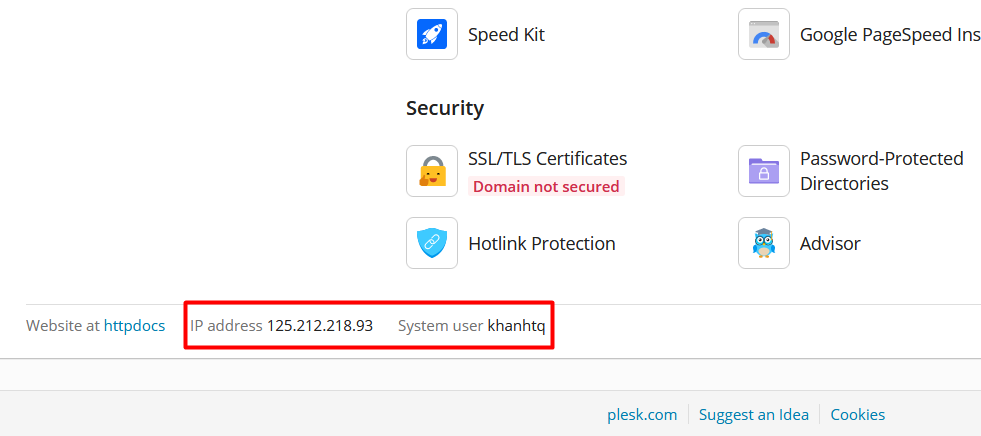 Speed Kit
Google PageSpeed Ins
Security
SSL/TLS Certificates
Domain not secured
Password-Protected
Directories
Hotlink Protection
Advisor
Website at httpdocs IP address 125.212.218.93 System user khanhtq
plesk.com Suggest an Idea Cookies